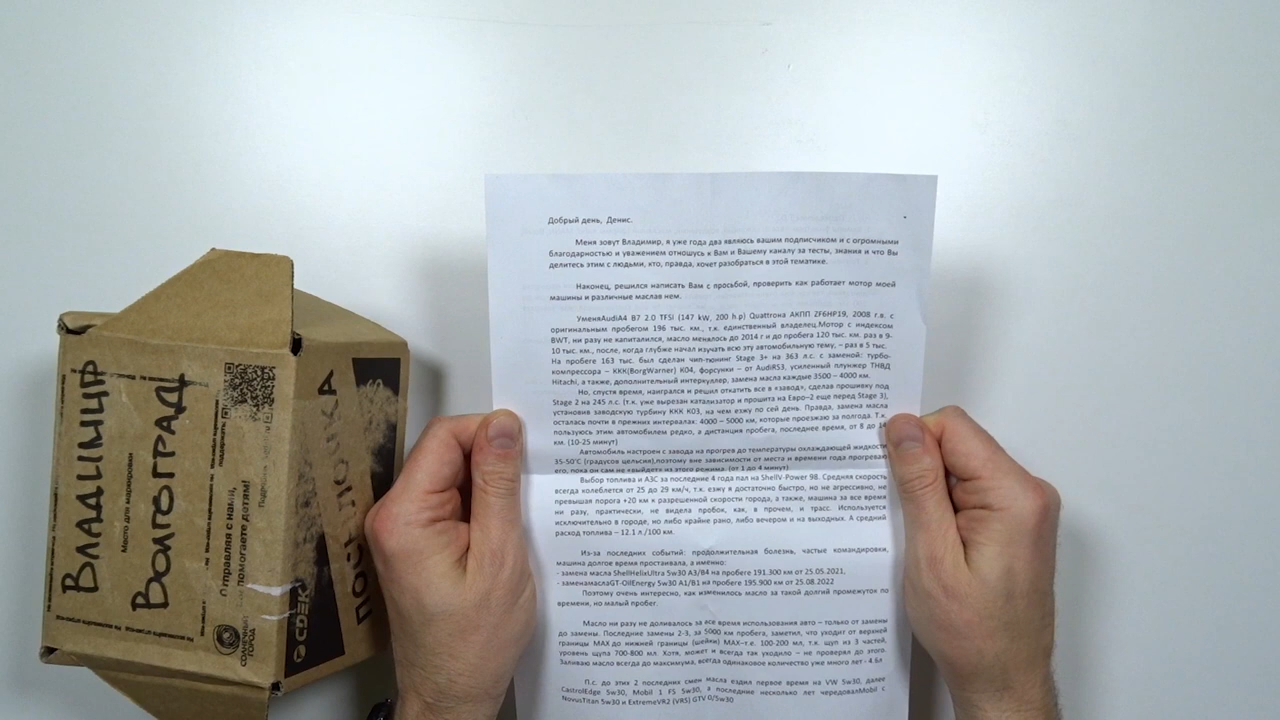 Добрый день, Денис.
Меня зовут Владимир, я уже года два являюсь вашим подписчиком и с огромными
благодарностью и уважением отношусь к Вам и Вашему каналу за тесты, знания и что Вы
делитесь этим с людьми, кто, правда, хочет разобраться в этой тематике.
Наконец, решился написать Вам с просьбой, проверить как работает мотор моей
машины и различные маслав нем.
УменяAudiA4 B7 2.0 TFSI (147 kW, 200 h.p) Quattroна АКПП ZF6HP19, 2008 г.в. с
оригинальным пробегом 196 тыс. км., т.к. единственный владелец.Мотор с индексом
BWT, ни разу не капиталился, масло менялось до 2014 г и до пробега 120 тыс. км. раз в 9-
10 тыс. км., после, когда глубже начал изучать всю эту автомобильную тему, – раз в 5 тыс.
На пробеге 163 тыс. был сделан чип-тюнинг Stage 3+ на 363 л.с. с заменой: турбо-
компрессора – ККК(BorgWarner) K04, форсунки – от AudiRS3, усиленный плунжер ТНВД
Hitachi, а также, дополнительный интеркуллер, замена масла каждые 3500 – 4000 км.
Но, спустя время, наигрался и решил откатить все в «завод», сделав прошивку под
Stage 2 на 245 л.с. (т.к. уже вырезан катализатор и прошита на Евро–2 еще перед Stage 3),
установив заводскую турбину ККК K03, на чем езжу по сей день. Правда, замена масла
осталась почти в прежних интервалах: 4000 – 5000 км, которые проезжаю за полгода. Т.к.
пользуюсь этим автомобилем редко, а дистанция пробега, последнее время, от 8 до 14
км. (10-25 минут)
Автомобиль настроен с завода на прогрев до температуры охлаждающей жидкости
35-50°С (градусов цельсия),поэтому вне зависимости от места и времени года прогреваю
его, пока он сам не «выйдет» из этого режима. (от 1 до 4 минут)
Выбор топлива и АЗС за последние 4 года пал на ShellV-Power 98. Средняя скорость
всегда колеблется от 25 до 29 км/ч, т.к. езжу я достаточно быстро, но не агрессивно, не
превышая порога +20 км к разрешенной скорости города, а также, машина за все время
ни разу, практически, не видела пробок, как, в прочем, и трасс. Используется
исключительно в городе, но либо крайне рано, либо вечером и на выходных. А средний
расход топлива – 12.1 л /100 км.
Из-за последних событий: продолжительная болезнь, частые командировки,
машина долгое время простаивала, а именно:
- замена масла ShellHelixUltra 5w30 A3/B4 на пробеге 191.300 км от 25.05.2021,
- заменамаслаGT-OilEnergy 5w30 A1/B1 на пробеге 195.900 км от 25.08.2022
Поэтому очень интересно, как изменилось масло за такой долгий промежуток по
времени, но малый пробег.
Масло ни разу не доливалось за все время использования авто – только от замены
до замены. Последние замены 2-3, за 5000 км пробега, заметил, что уходит от верхней
границы MAX до нижней границы (шейки) MAX–т.е. 100-200 мл, т.к. щуп на 3 частей,
уровень щупа 700-800 мл. Хотя, может и всегда так уходило – не проверял до этого.
Заливаю масло всегда до максимума, всегда одинаковое количество уже много лет - 4.6л
П.с. до этих 2 последних смен масла ездил первое время на VW 5w30, далее
CastrolEdge 5w30, Mobil 1 FS 5w30, а последние несколько лет чередовалMobil с
NovusTitan 5w30 и ExtremeVR2 (VR5) GTV 0/5w30
ВЛАДИМИР
Место для маркировки
ВОЛГОГРАД
Отправляя с нами,
вы помогаете детям!
СОЛНЕЧНЫЙ
ГОРОД
CDEK